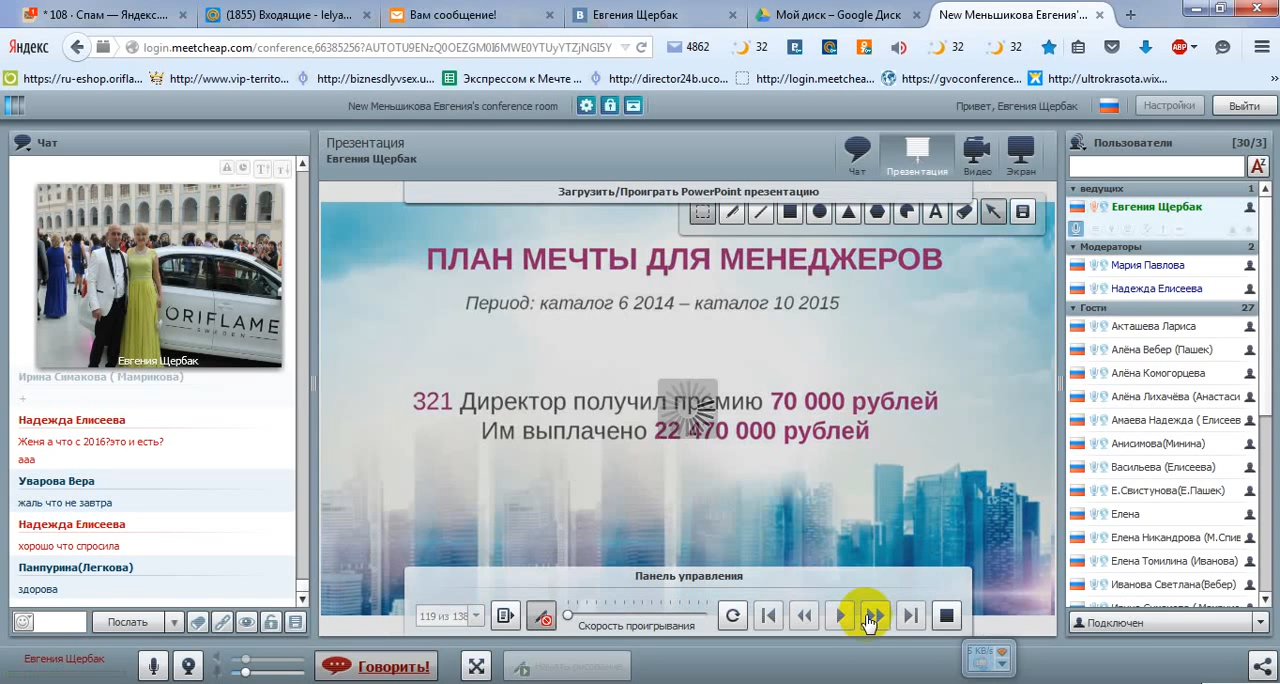 * 108 · Спам — Яндекс....
(1855) Входящие - lelya...
Вам сообщение!
Евгения Щербак
Мой диск – Google Диск
New Меньшикова Евгения'...
Яндекс
login.meetcheap.com/conference,66385256?AUTOTU9ENzQ0OEZGM0I6MWE0YTUyYTZjNGI5Y
4862
32
32
32
ABP
https://ru-eshop.orifla...
http://www.vip-territo...
http://biznesdlyvsex.u...
Экспрессом к Мечте ...
http://director24b.uco...
http://login.meetchea...
https://gvoconference...
http://ultrokrasota.wix...
New Меньшикова Евгения's conference room
Привет, Евгения Щербак
Настройки
Выйти
Чат
ORIFLAME
SWEDEN
Евгения Щербак
Ирина Симакова ( Мамрикова)
+
Надежда Елисеева
Женя а что с 2016?это и есть?
ааа
Уварова Вера
жаль что не завтра
Надежда Елисеева
хорошо что спросила
Панпурина(Легкова)
здорова
Послать
Презентация
Евгения Щербак
Чат
Презентация
Видео
Экран
Загрузить/Проиграть PowerPoint презентацию
ПЛАН МЕЧТЫ ДЛЯ МЕНЕДЖЕРОВ
Период: каталог 6 2014 – каталог 10 2015
321 Директор получил премию 70 000 рублей
Им выплачено 22 470 000 рублей
Панель управления
119 из 138
Скорость проигрывания
Пользователи
[30/3]
ведущих 1
Евгения Щербак
Модераторы 2
Мария Павлова
Надежда Елисеева
Гости 27
Акташева Лариса
Алёна Вебер (Пашек)
Алёна Комогорцева
Алёна Лихачёва (Анастаси
Амаева Надежда ( Елисеев
Анисимова(Минина)
Васильева (Елисеева)
Е.Свистунова(Е.Пашек)
Елена
Елена Никандрова (М.Спив
Елена Томилина (Иванова)
Иванова Светлана(Вебер)
Подключен
Евгения Щербак
Говорить!
5 KB/s